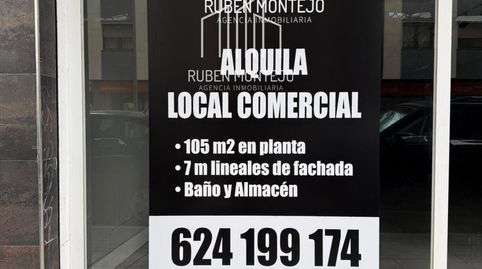 RUBEN MONTEJO
AGENCIA INMOBILIARIA
ALQUILA
RUBEN MONTEJO
AGENCIA INMOBILIARIA
LOCAL COMERCIAL
• 105 m2 en planta
• 7 m lineales de fachada
• Baño y Almacén
624 199 174